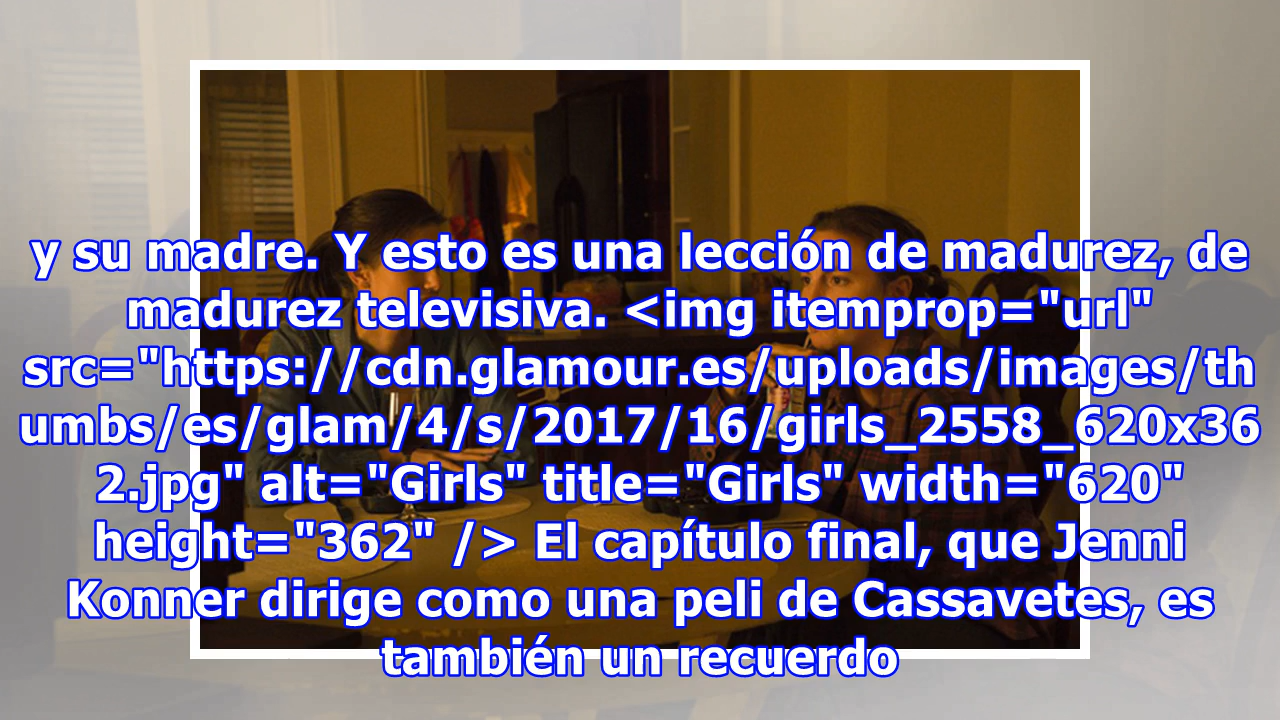 y su madre. Y esto es una lección de madurez, de
madurez televisiva. <img itemprop="url"
src="https://cdn.glamour.es/uploads/images/th
umbs/es/glam/4/s/2017/16/girls_2558_620x36
2.jpg" alt="Girls" title="Girls" width="620"
height="362" /> El capítulo final, que Jenni
Konner dirige como una peli de Cassavetes, es
también un recuerdo